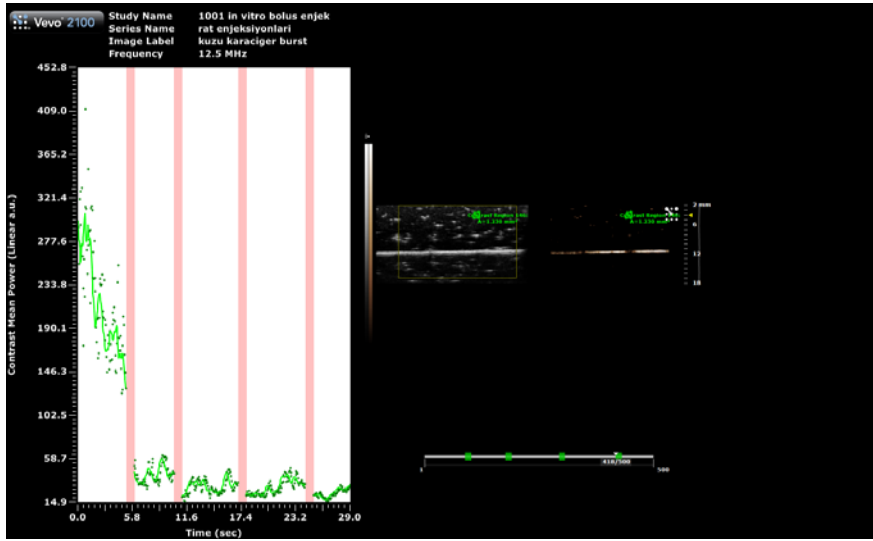 Vevo 2100
Study Name 1001 in vitro bolus enjek
Series Name rat enjeksiyonlari
Image Label kuzu karaciger burst
Frequency 12.5 MHz
Contrast Mean Power (Linear a.u.)
452.8
409.0
365.2
321.4
277.6
233.8
190.1
146.3
102.5
58.7
14.9
0.0 5.8 11.6 17.4 23.2 29.0
Time (sec)
2 mm
6
12
18
410/500
1 500